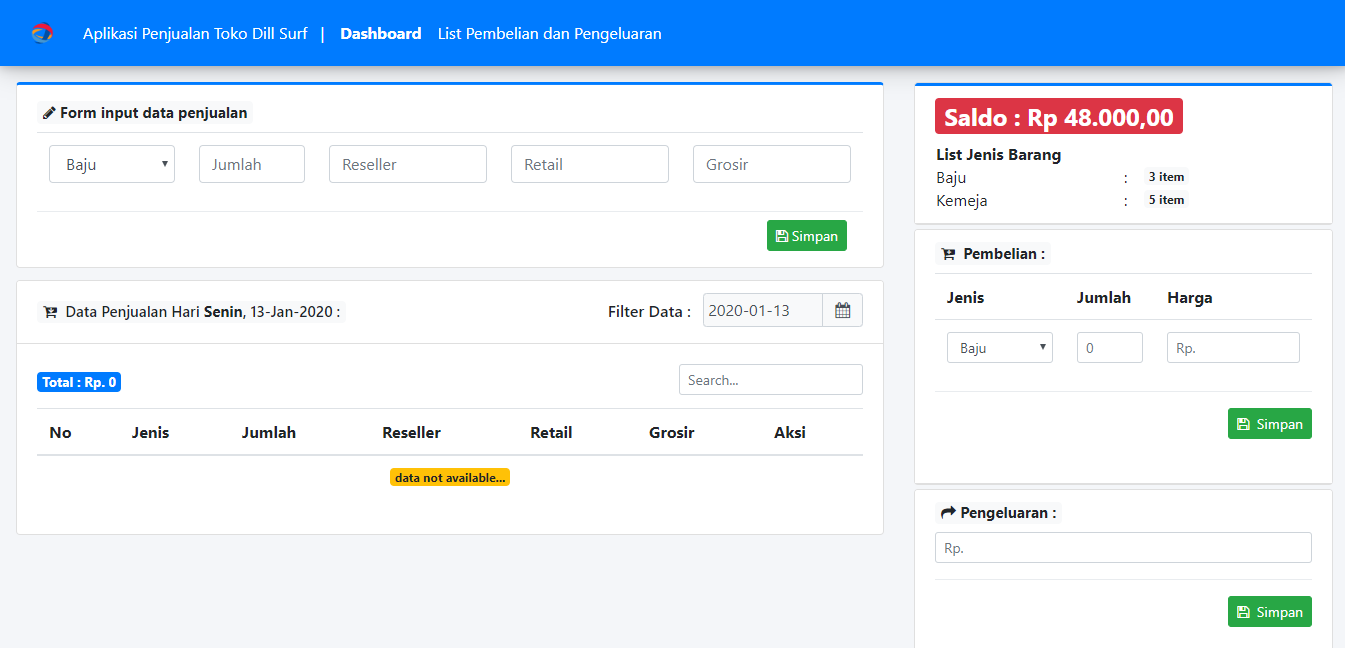 Aplikasi Penjualan Toko Dill Surf | Dashboard List Pembelian dan Pengeluaran
Form input data penjualan
Baju Jumlah Reseller Retail Grosir
Simpan
Data Penjualan Hari Senin, 13-Jan-2020 : Filter Data : 2020-01-13
Total : Rp. 0 Search...
No Jenis Jumlah Reseller Retail Grosir Aksi
data not available...
Saldo : Rp 48.000,00
List Jenis Barang
Baju : 3 item
Kemeja : 5 item
Pembelian :
Jenis Jumlah Harga
Baju 0 Rp.
Simpan
Pengeluaran :
Rp.
Simpan